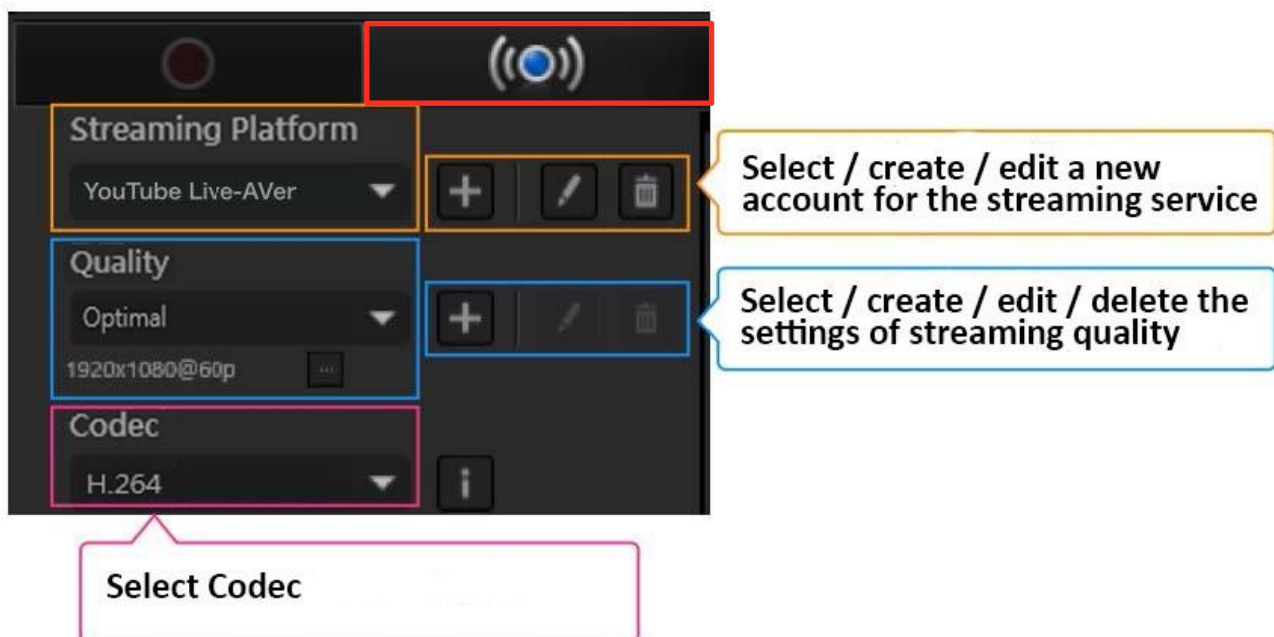 Streaming Platform
YouTube Live-AVer
Select / create / edit a new
account for the streaming service
Quality
Optimal
1920x1080@60p
...
Select / create / edit / delete the
settings of streaming quality
Codec
H.264
i
Select Codec